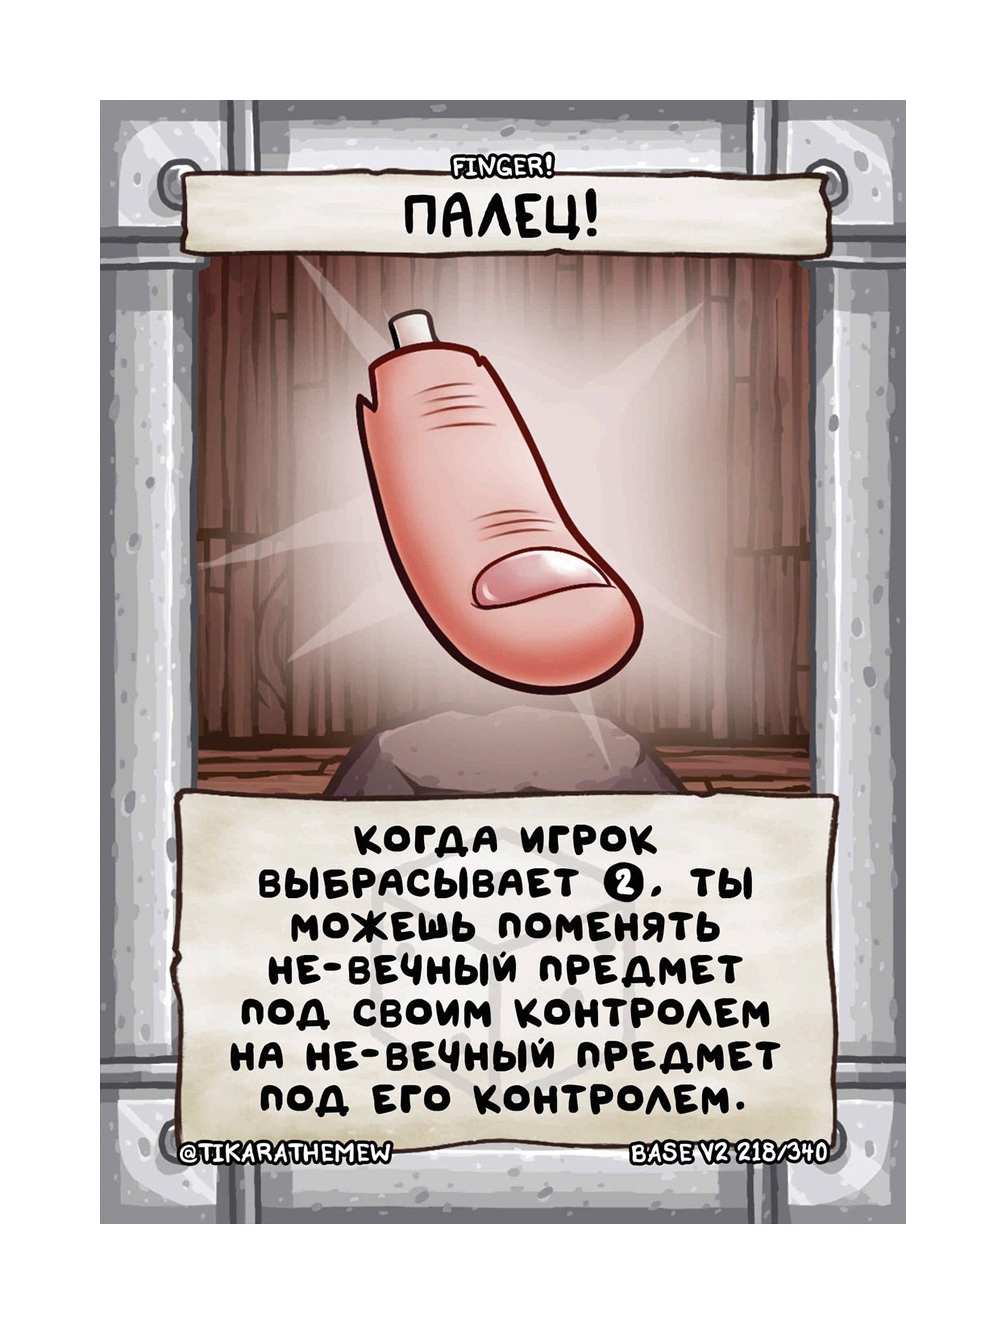 FINGER!
ПАЛЕЦ!
КОГДА ИГРОК
ВЫБРАСЫВАЕТ 2, ТЫ
МОЖЕШЬ ПОМЕНЯТЬ
НЕ-ВЕЧНЫЙ ПРЕДМЕТ
ПОД СВОИМ КОНТРОЛЕМ
НА НЕ-ВЕЧНЫЙ ПРЕДМЕТ
ПОД ЕГО КОНТРОЛЕМ.
@TIKARATHEMEW BASE V2 218/340